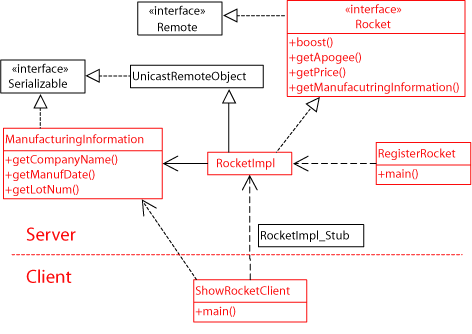 «interface»
Remote
«interface»
Rocket
+boost()
+getApogee()
+getPrice()
+getManufacutringInformation()
«interface»
Serializable
UnicastRemoteObject
ManufacturingInformation
+getCompanyName()
+getManufDate()
+getLotNum()
RocketImpl
RegisterRocket
+main()
RocketImpl_Stub
Server
Client
ShowRocketClient
+main()